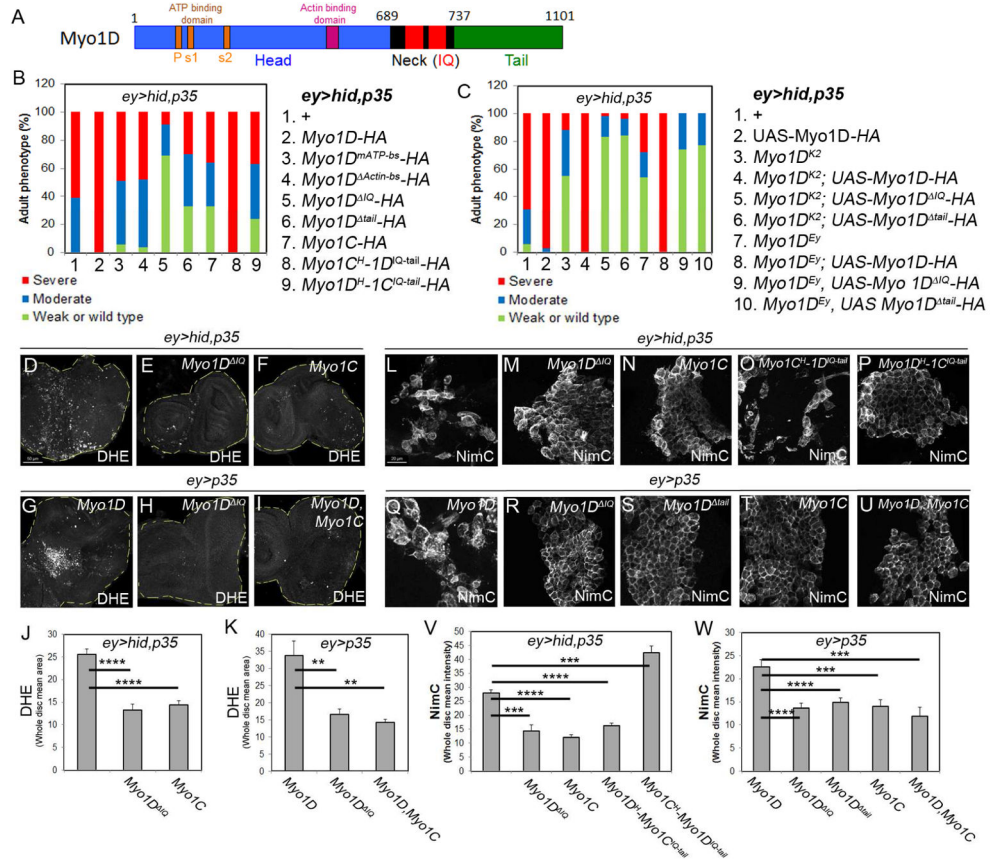 A
1
ATP binding domain
Actin binding domain
689
737
1101
Myo1D
P s1 s2
Head
Neck (IQ)
Tail
B
ey>hid,p35
Adult phenotype (%)
120
100
80
60
40
20
0
1 2 3 4 5 6 7 8 9
Severe
Moderate
Weak or wild type
ey>hid,p35
1. +
2. Myo1D-HA
3. Myo1D^mATP-bs-HA
4. Myo1D^ΔActin-bs-HA
5. Myo1D^ΔIQ-HA
6. Myo1D^Δtail-HA
7. Myo1C-HA
8. Myo1C^H-1D^IQ-tail-HA
9. Myo1D^H-1C^IQ-tail-HA
C
ey>hid,p35
Adult phenotype (%)
120
100
80
60
40
20
0
1 2 3 4 5 6 7 8 9 10
Severe
Moderate
Weak or wild type
ey>hid,p35
1. +
2. UAS-Myo1D-HA
3. Myo1D^K2
4. Myo1D^K2; UAS-Myo1D-HA
5. Myo1D^K2; UAS-Myo1D^ΔIQ-HA
6. Myo1D^K2; UAS-Myo1D^Δtail-HA
7. Myo1D^Ey
8. Myo1D^Ey; UAS-Myo1D-HA
9. Myo1D^Ey, UAS-Myo 1D^ΔIQ-HA
10. Myo1D^Ey, UAS Myo1D^Δtail-HA
ey>hid,p35
D
DHE
E Myo1D^ΔIQ
DHE
F Myo1C
DHE
ey>hid,p35
L
NimC
M Myo1D^ΔIQ
NimC
N Myo1C
NimC
O Myo1C^H-1D^IQ-tail
NimC
P Myo1D^H-1C^IQ-tail
NimC
ey>p35
G Myo1D
DHE
H Myo1D^ΔIQ
DHE
I Myo1D, Myo1C
DHE
ey>p35
Q Myo1D
NimC
R Myo1D^ΔIQ
NimC
S Myo1D^Δtail
NimC
T Myo1C
NimC
U Myo1D, Myo1C
NimC
J
ey>hid,p35
DHE
(Whole disc mean area)
30
25
20
15
10
5
0
****
****
Myo1D^ΔIQ
Myo1C
K
ey>p35
DHE
(Whole disc mean area)
40
35
30
25
20
15
10
5
0
**
**
Myo1D
Myo1D^ΔIQ
Myo1D,Myo1C
V
ey>hid,p35
NimC
(Whole disc mean intensity)
50
45
40
35
30
25
20
15
10
5
0
***
****
****
***
Myo1D^ΔIQ
Myo1C
Myo1D^H-Myo1C^IQ-tail
Myo1C^H-Myo1D^IQ-tail
W
ey>p35
NimC
(Whole disc mean intensity)
30
25
20
15
10
5
0
***
***
****
****
Myo1D
Myo1D^ΔIQ
Myo1D^Δtail
Myo1C
Myo1D,Myo1C